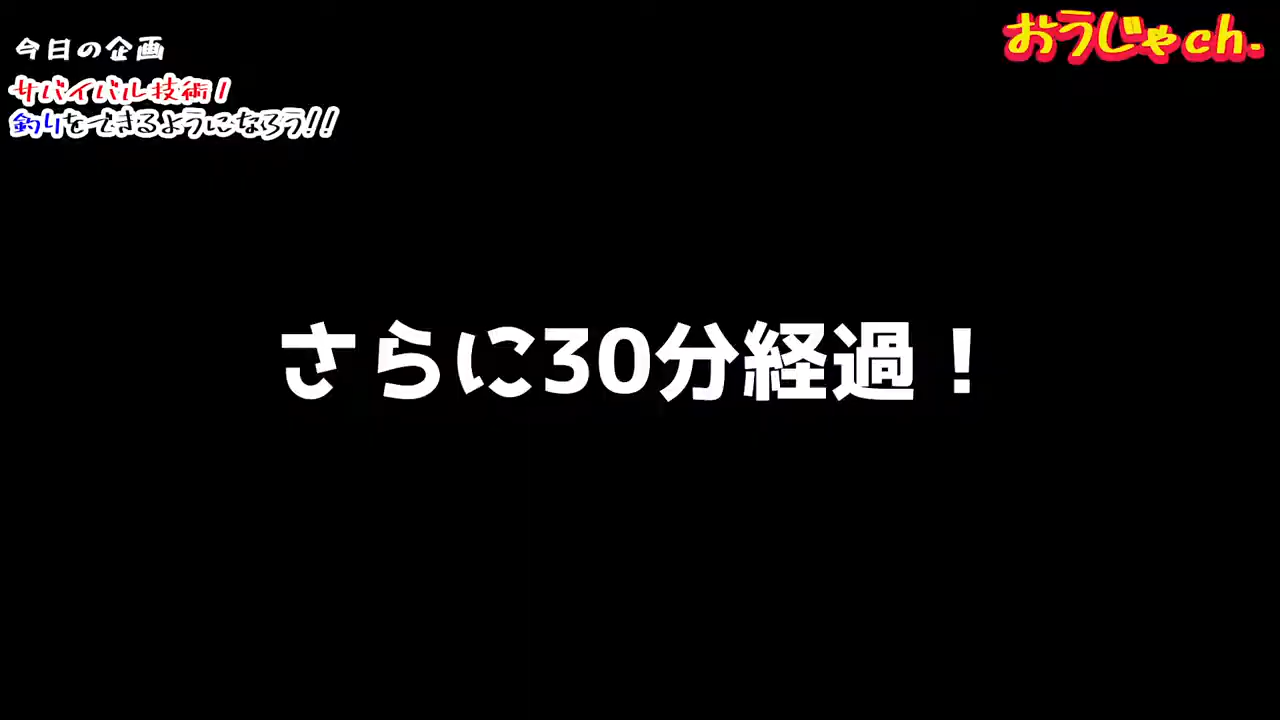 今日の企画
サバイバル技術!
釣りをできるようになろう!!
おうじゃch.
さらに30分経過！